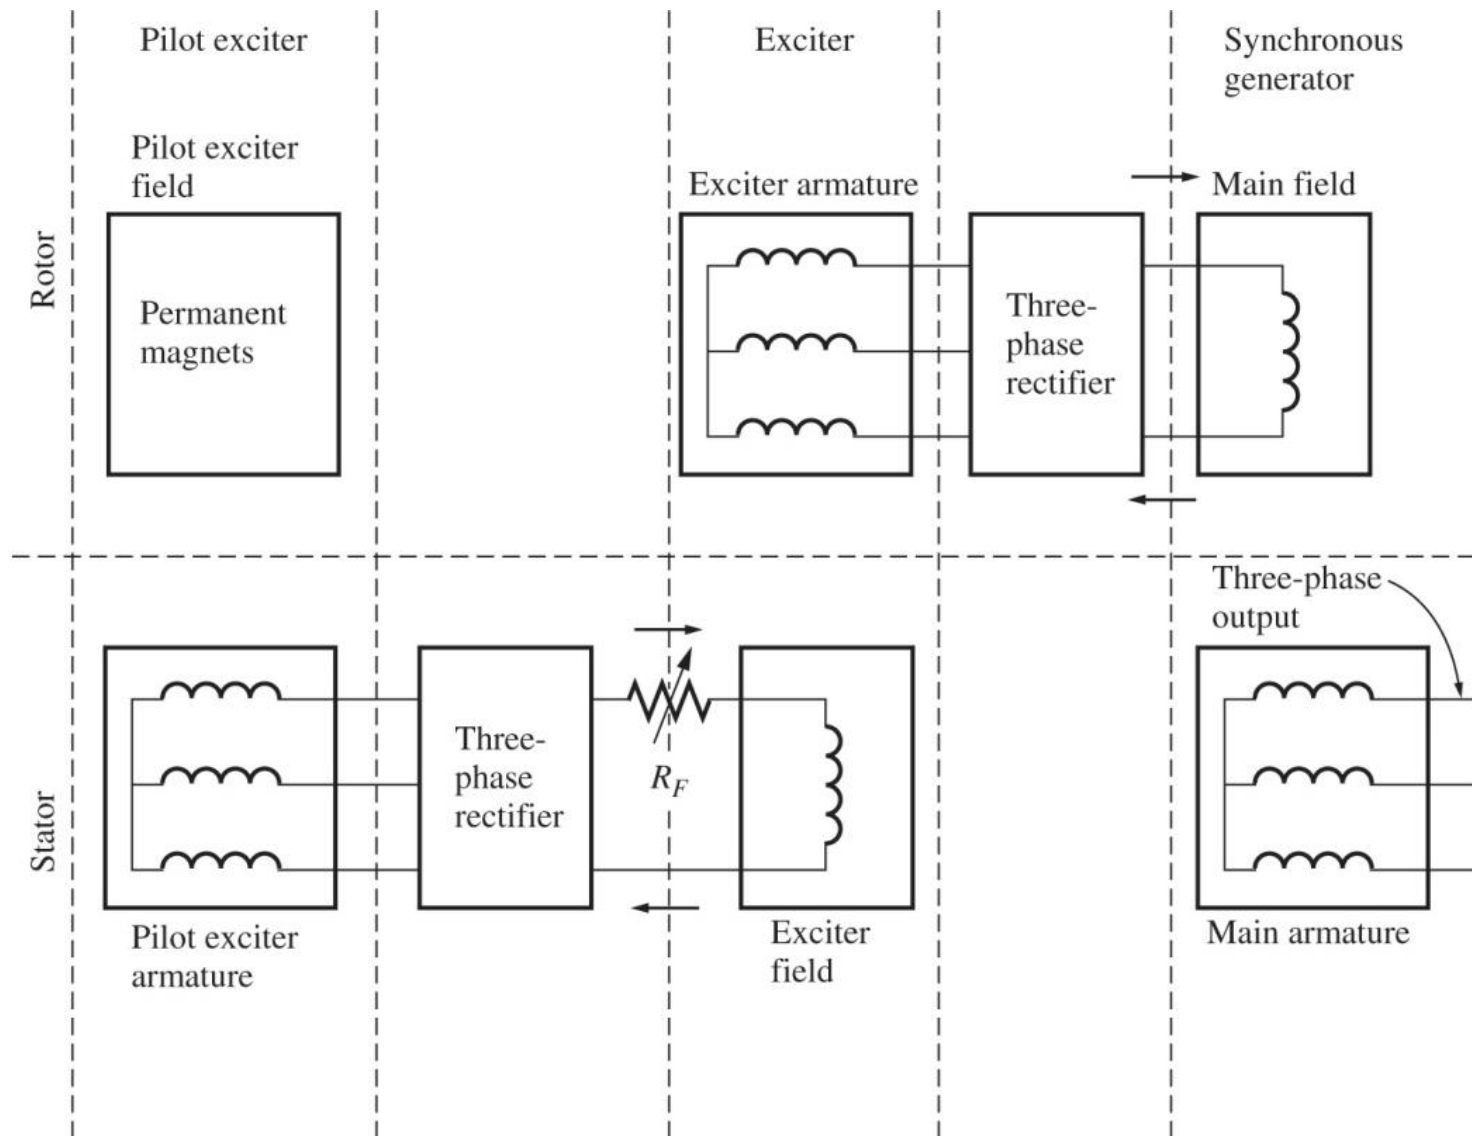 Pilot exciter
Exciter
Synchronous
generator
Pilot exciter
field
Exciter armature
Main field
Rotor
Permanent
magnets
Three-
phase
rectifier
Three-phase
output
Stator
Three-
phase
rectifier
R_F
Pilot exciter
armature
Exciter
field
Main armature